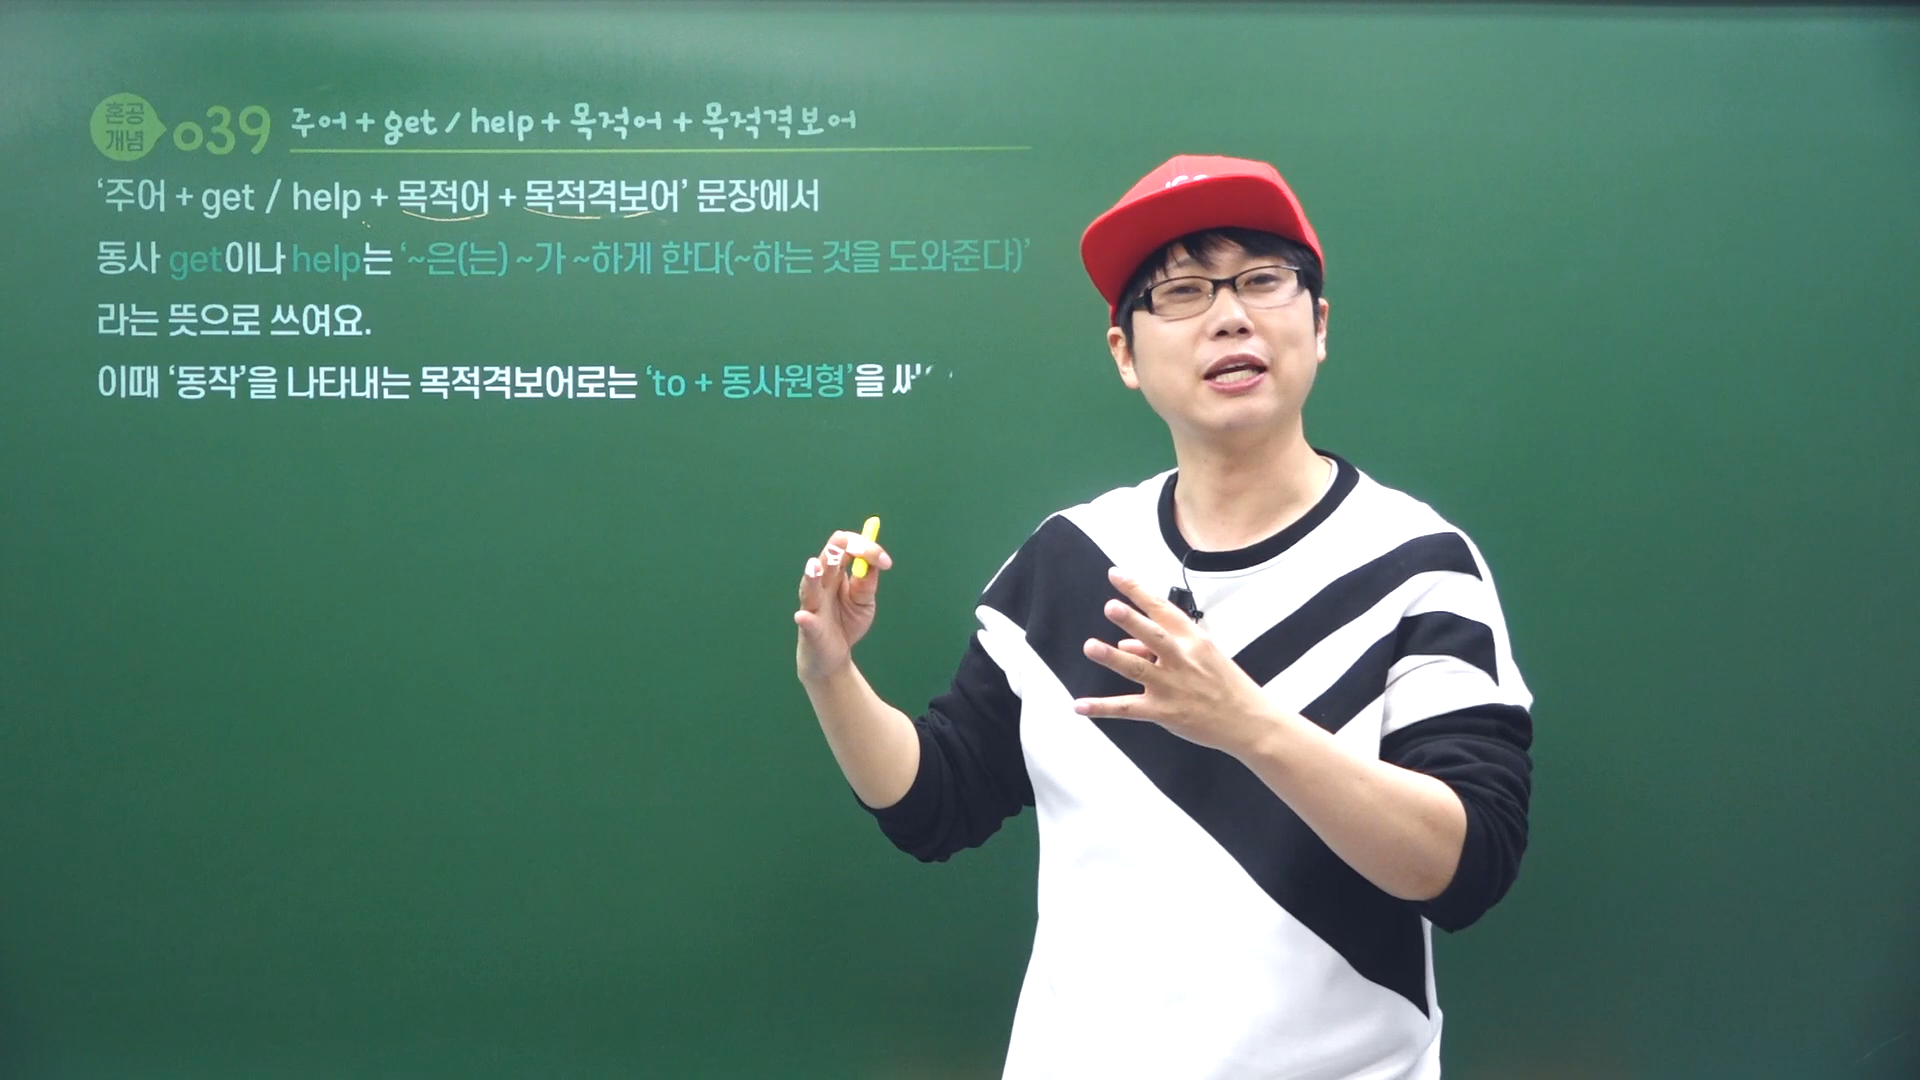 혼공
개념
039 주어 + get / help + 목적어 + 목적격보어
‘주어 + get / help + 목적어 + 목적격보어’ 문장에서
동사 get이나 help는 ‘~은(는) ~가 ~하게 한다(~하는 것을 도와준다)’
라는 뜻으로 쓰여요.
이때 ‘동작’을 나타내는 목적격보어로는 ‘to + 동사원형’을